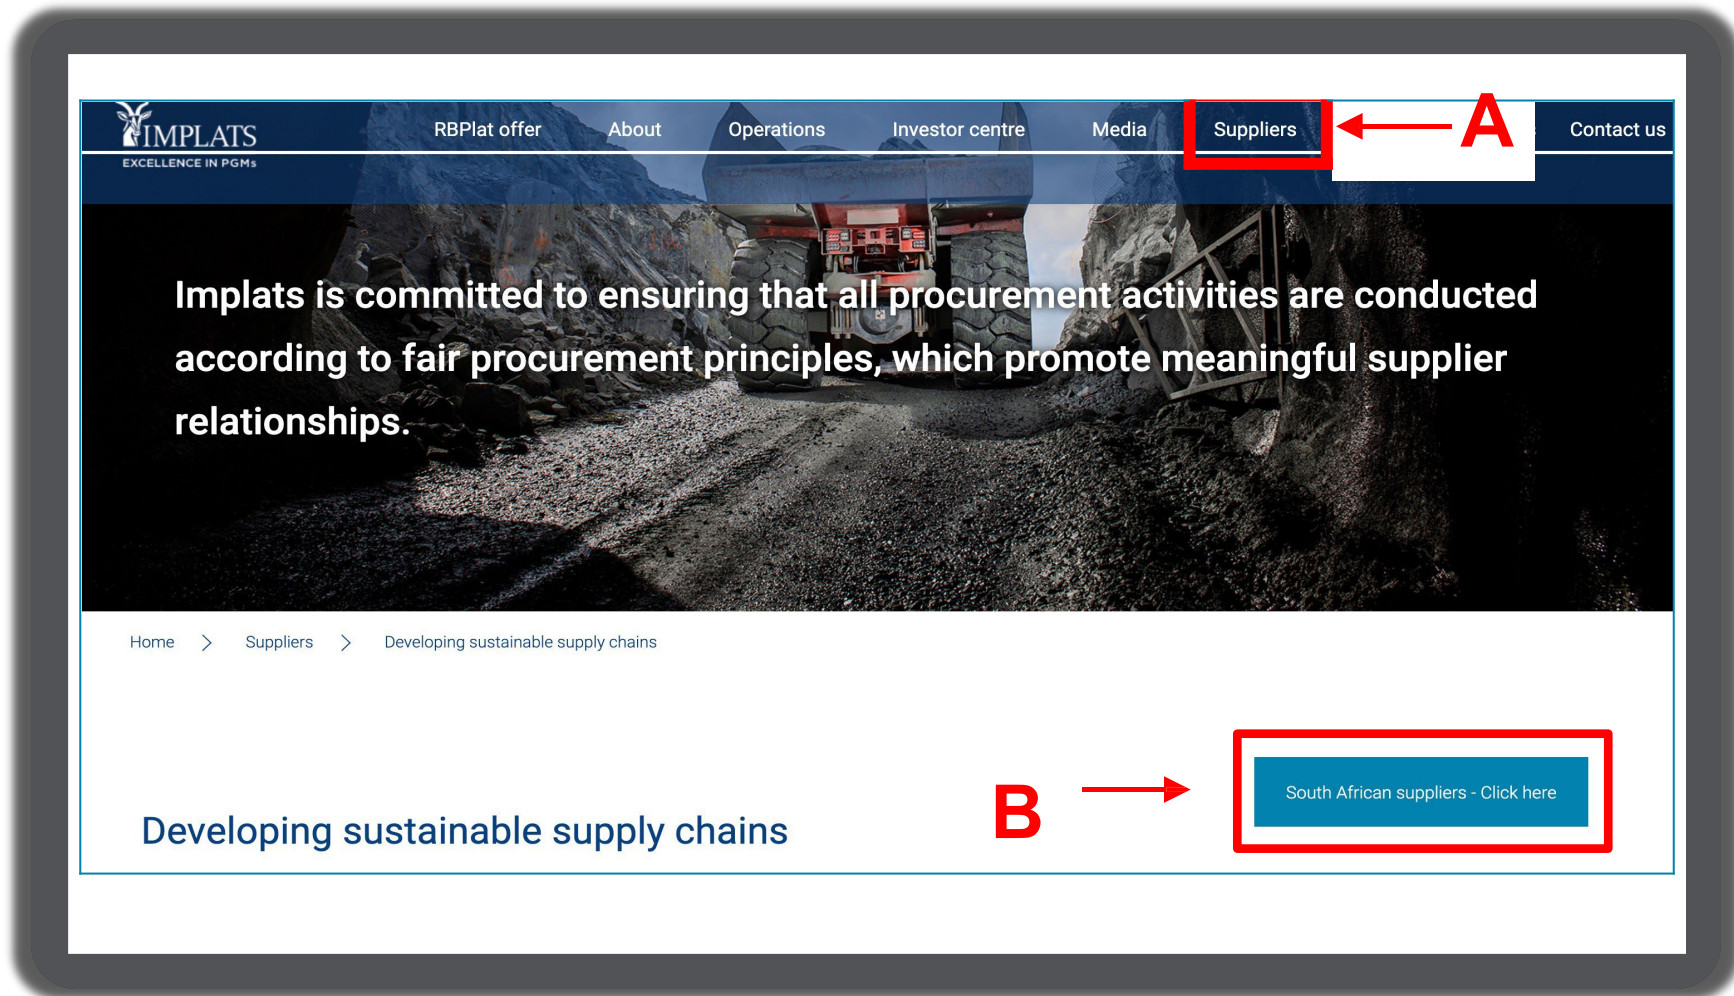 IMPLATS
EXCELLENCE IN PGMs
RBPlat offer About Operations Investor centre Media Suppliers A Contact us
Implats is committed to ensuring that all procurement activities are conducted
according to fair procurement principles, which promote meaningful supplier
relationships.
Home > Suppliers > Developing sustainable supply chains
B South African suppliers - Click here
Developing sustainable supply chains